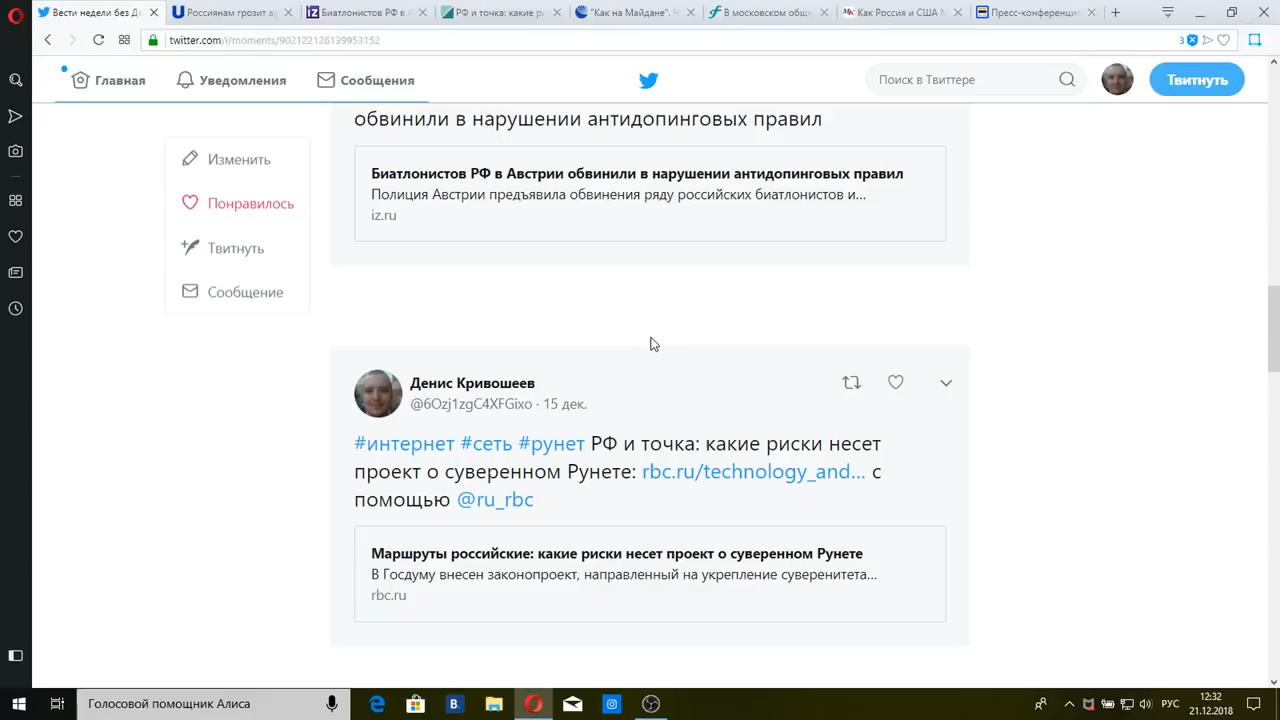 Вести недели без Д
Россиянам грозит ар
Биатлонистов РФ в А
РФ и точка: какие ри
"Как на Майдане". Ч
В московском общ
Как Россия и США М
Пресс-конференци
twitter.com/i/moments/902122126139953152
3
Главная
Уведомления
Сообщения
Поиск в Твиттере
Твитнуть
обвинили в нарушении антидопинговых правил
Изменить
Понравилось
Твитнуть
Сообщение
Биатлонистов РФ в Австрии обвинили в нарушении антидопинговых правил
Полиция Австрии предъявила обвинения ряду российских биатлонистов и...
iz.ru
Денис Кривошеев
@6Ozj1zgC4XFGixo · 15 дек.
#интернет #сеть #рунет РФ и точка: какие риски несет
проект о суверенном Рунете: rbc.ru/technology_and... с
помощью @ru_rbc
Маршруты российские: какие риски несет проект о суверенном Рунете
В Госдуму внесен законопроект, направленный на укрепление суверенитета...
rbc.ru
Голосовой помощник Алиса
РУС
12:32
21.12.2018